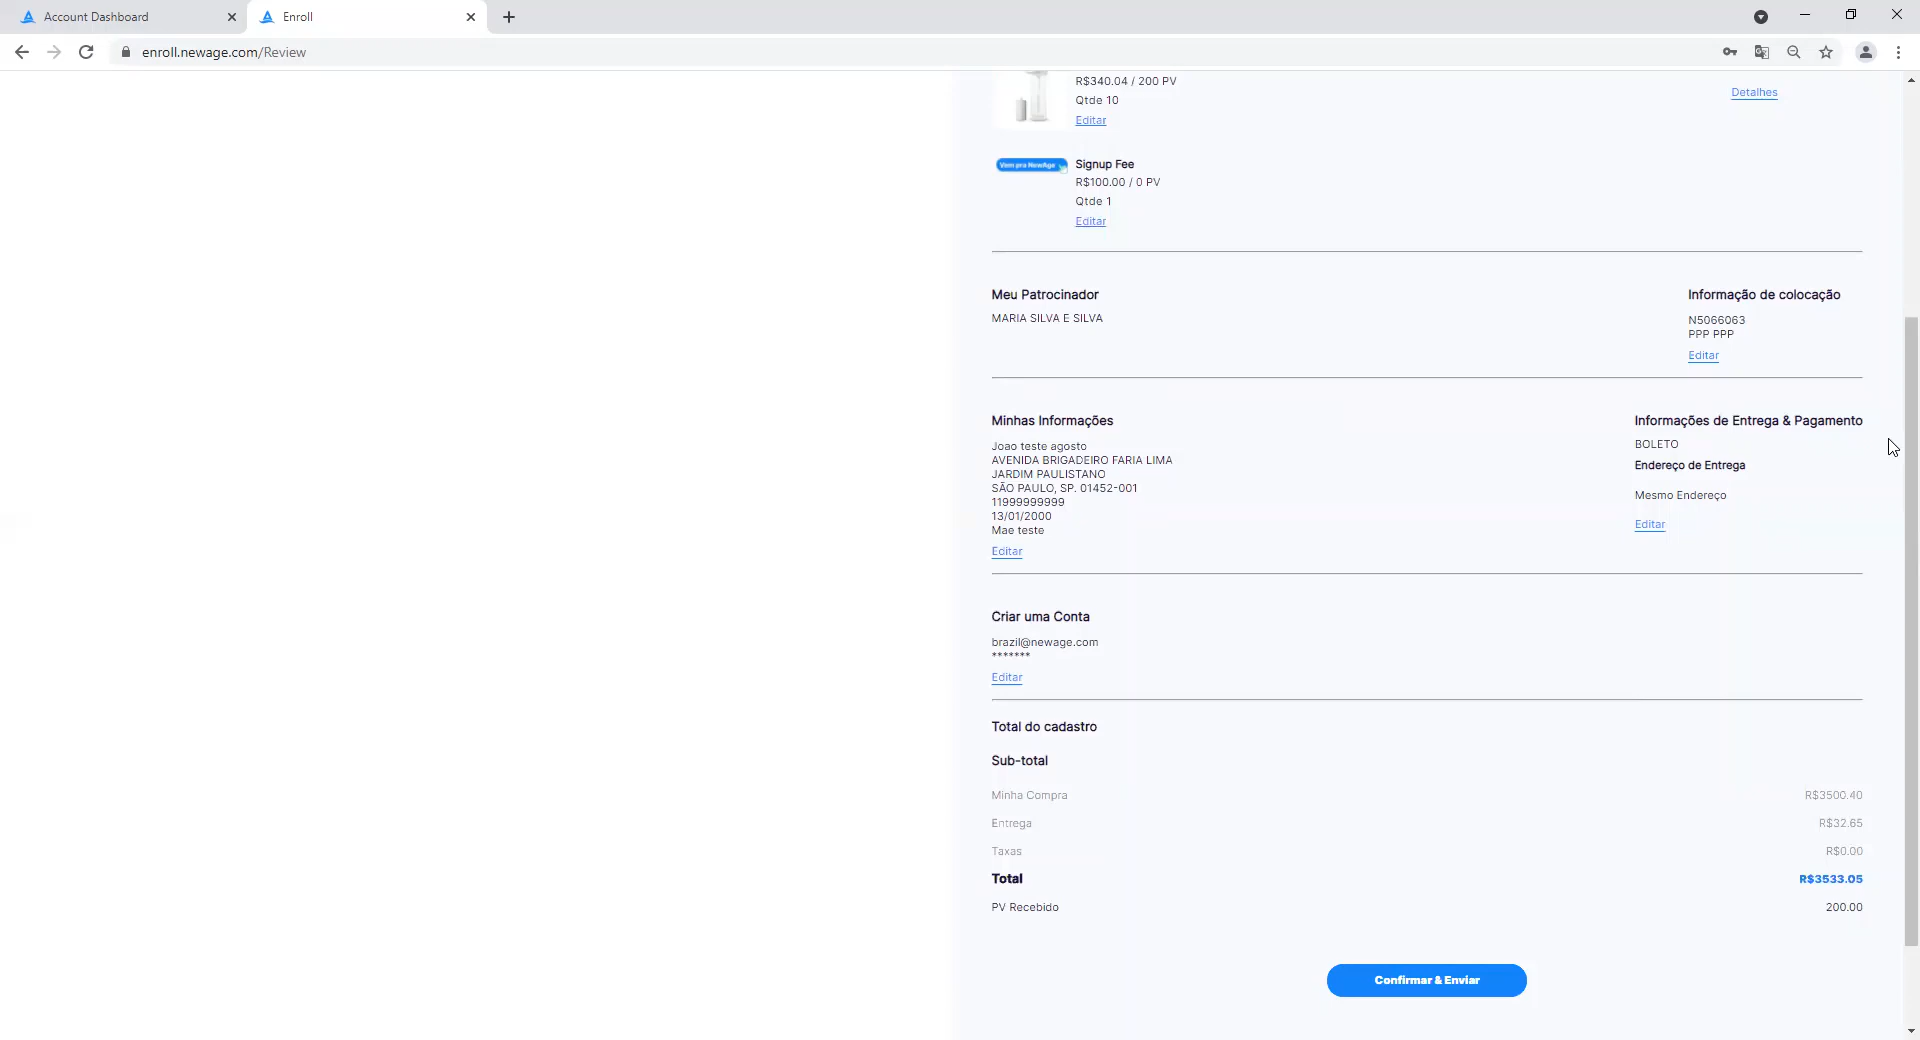 Account Dashboard
Enroll
enroll.newage.com/Review
R$340.04 / 200 PV
Qtde 10
Editar
Detalhes
Vem pra NewAge
Signup Fee
R$100.00 / 0 PV
Qtde 1
Editar
Meu Patrocinador
MARIA SILVA E SILVA
Informação de colocação
N5066063
PPP PPP
Editar
Minhas Informações
Joao teste agosto
AVENIDA BRIGADEIRO FARIA LIMA
JARDIM PAULISTANO
SÃO PAULO, SP. 01452-001
11999999999
13/01/2000
Mae teste
Editar
Informações de Entrega & Pagamento
BOLETO
Endereço de Entrega
Mesmo Endereço
Editar
Criar uma Conta
brazil@newage.com
*******
Editar
Total do cadastro
Sub-total
Minha Compra R$3500.40
Entrega R$32.65
Taxas R$0.00
Total R$3533.05
PV Recebido 200.00
Confirmar & Enviar